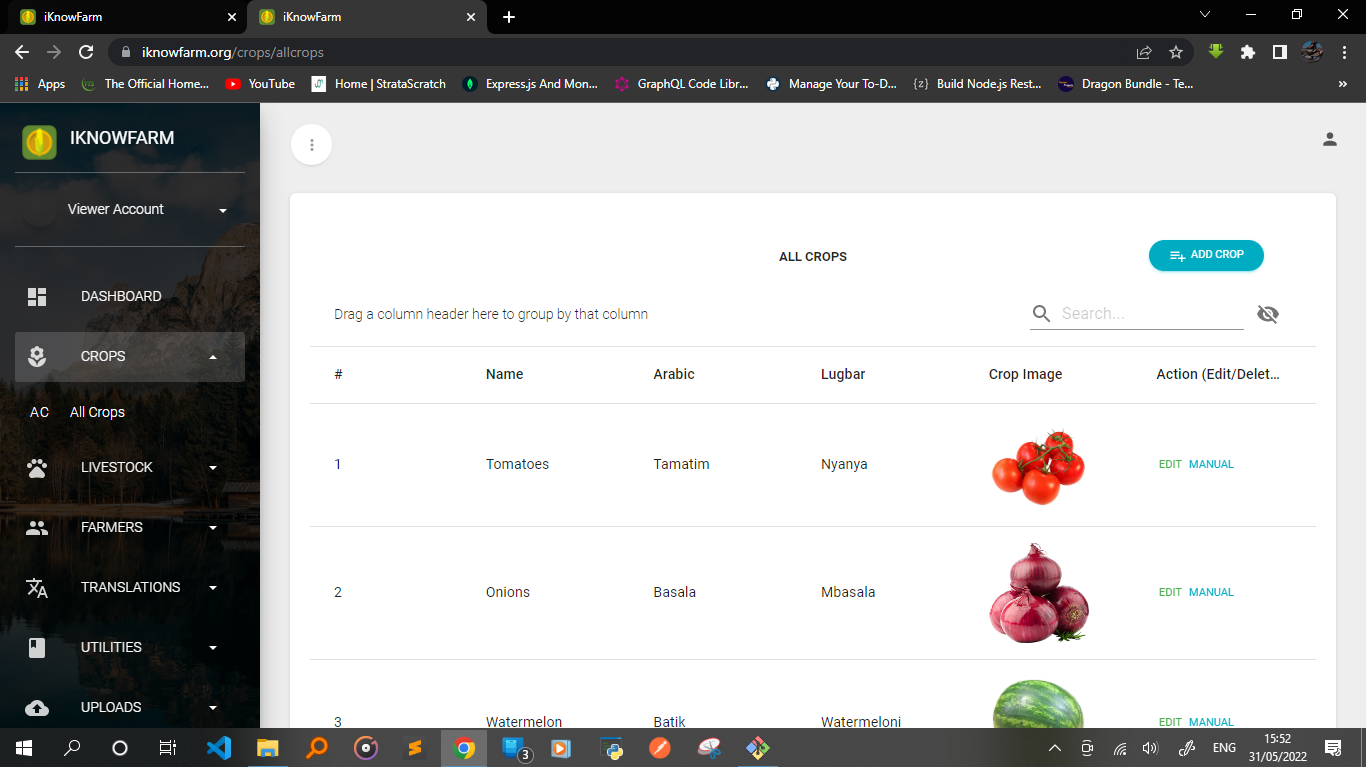 iKnowFarm
iKnowFarm
iknowfarm.org/crops/allcrops
Apps
The Official Home...
YouTube
Home | StrataScratch
Express.js And Mon...
GraphQL Code Libr...
Manage Your To-D...
Build Node.js Rest...
Dragon Bundle - Te...
IKNOWFARM
Viewer Account
DASHBOARD
CROPS
AC All Crops
LIVESTOCK
FARMERS
TRANSLATIONS
UTILITIES
UPLOADS
ALL CROPS
ADD CROP
Drag a column header here to group by that column
Search...
# Name Arabic Lugbar Crop Image Action (Edit/Delet...
1 Tomatoes Tamatim Nyanya EDIT MANUAL
2 Onions Basala Mbasala EDIT MANUAL
3 Watermelon Batik Watermeloni EDIT MANUAL
3
ENG
15:52
31/05/2022